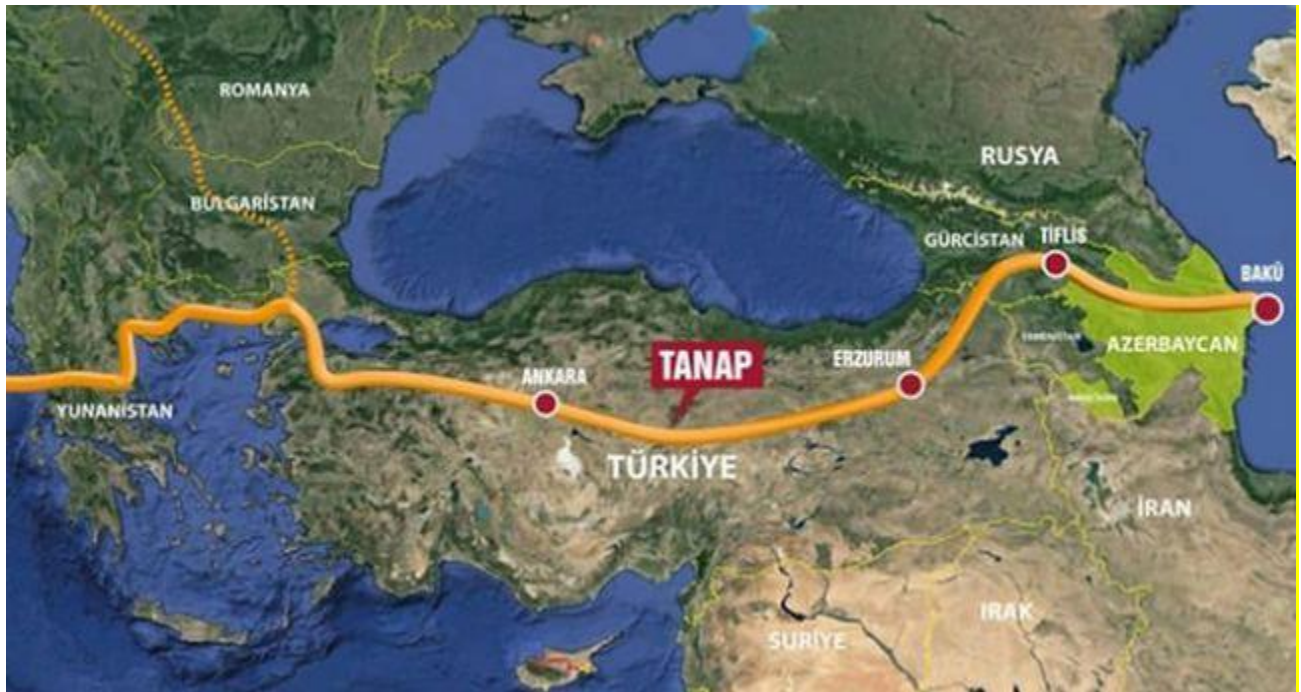 ROMANYA
BULGARİSTAN
RUSYA
GÜRCİSTAN
TİFLİS
BAKÜ
AZERBAYCAN
TANAP
ERZURUM
ANKARA
YUNANİSTAN
TÜRKİYE
İRAN
IRAK
SURİYE